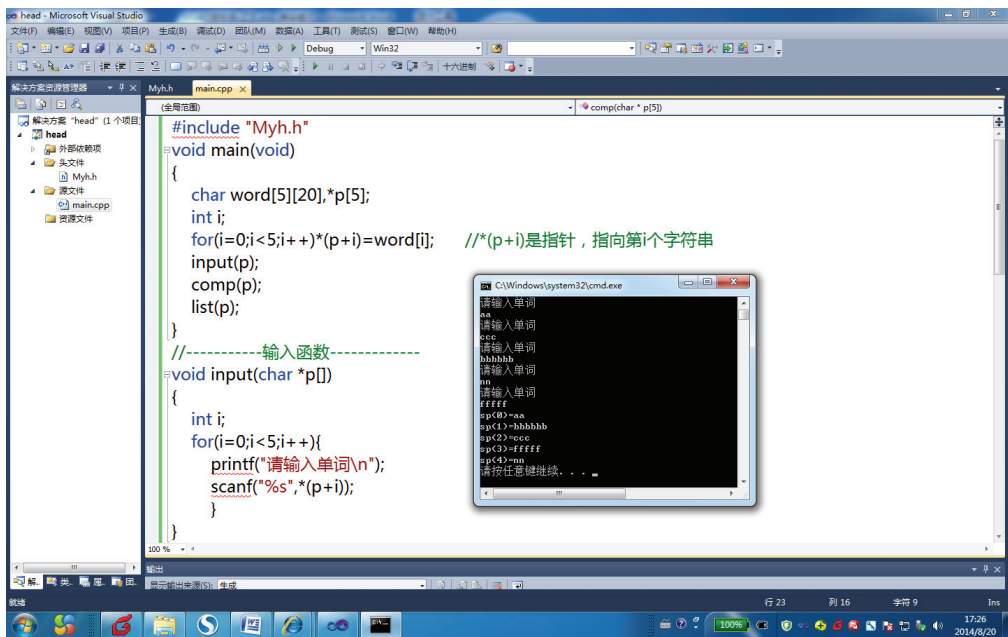 head - Microsoft Visual Studio
文件(F) 编辑(E) 视图(V) 项目(P) 生成(B) 调试(D) 团队(M) 数据(A) 工具(T) 测试(S) 窗口(W) 帮助(H)
Debug Win32
十六进制
解决方案资源管理器
Myh.h main.cpp
(全局范围) comp(char * p[5])
解决方案 "head" (1 个项目
head
外部依赖项
头文件
Myh.h
源文件
main.cpp
资源文件
#include "Myh.h"
void main(void)
{
char word[5][20],*p[5];
int i;
for(i=0;i<5;i++)*(p+i)=word[i]; //*(p+i)是指针，指向第i个字符串
input(p);
comp(p);
list(p);
}
//-----------输入函数-------------
void input(char *p[])
{
int i;
for(i=0;i<5;i++){
printf("请输入单词\n");
scanf("%s",*(p+i));
}
}
C:\Windows\system32\cmd.exe
请输入单词
aa
请输入单词
ccc
请输入单词
bbbbbb
请输入单词
nn
请输入单词
fffff
sp(0)=aa
sp(1)=bbbbbb
sp(2)=ccc
sp(3)=fffff
sp(4)=nn
请按任意键继续. . .
100 %
解... 类... 属... 团...
输出
显示输出来源(S): 生成
就绪
行 23 列 16 字符 9 Ins
100%
17:26
2014/8/20